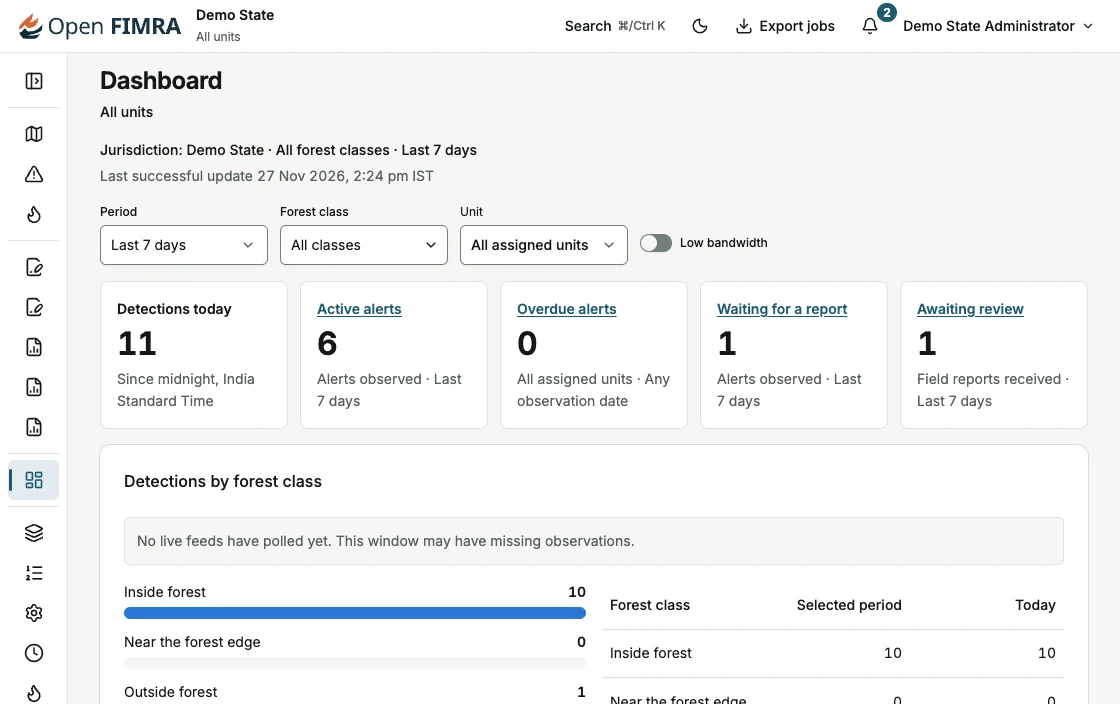 Open FIMRA
Demo State
All units
Search ⌘/Ctrl K
Export jobs
2
Demo State Administrator
Dashboard
All units
Jurisdiction: Demo State · All forest classes · Last 7 days
Last successful update 27 Nov 2026, 2:24 pm IST
Period
Forest class
Unit
Last 7 days
All classes
All assigned units
Low bandwidth
Detections today
11
Since midnight, India
Standard Time
Active alerts
6
Alerts observed · Last
7 days
Overdue alerts
0
All assigned units · Any
observation date
Waiting for a report
1
Alerts observed · Last
7 days
Awaiting review
1
Field reports received ·
Last 7 days
Detections by forest class
No live feeds have polled yet. This window may have missing observations.
Inside forest 10
Near the forest edge 0
Outside forest 1
Forest class Selected period Today
Inside forest 10 10
Near the forest edge 0 0